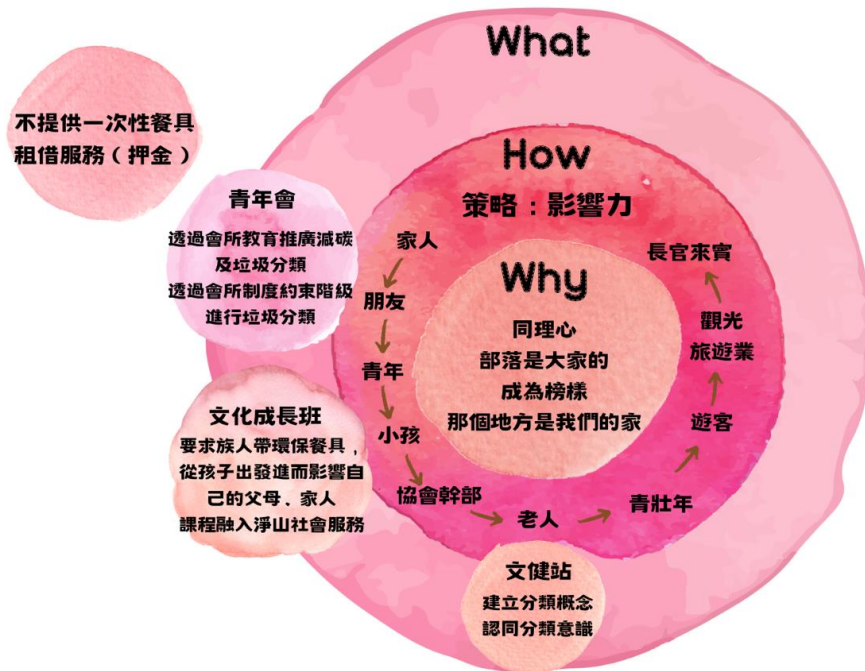 What
不提供一次性餐具
租借服務（押金）
青年會
透過會所教育推廣減碳
及垃圾分類
透過會所制度約束階級
進行垃圾分類
文化成長班
要求族人帶環保餐具，
從孩子出發進而影響自
己的父母、家人
課程融入淨山社會服務
文健站
建立分類概念
認同分類意識
How
策略：影響力
家人
朋友
青年
小孩
協會幹部
老人
青壯年
遊客
觀光
旅遊業
長官來賓
Why
同理心
部落是大家的
成為榜樣
那個地方是我們的家